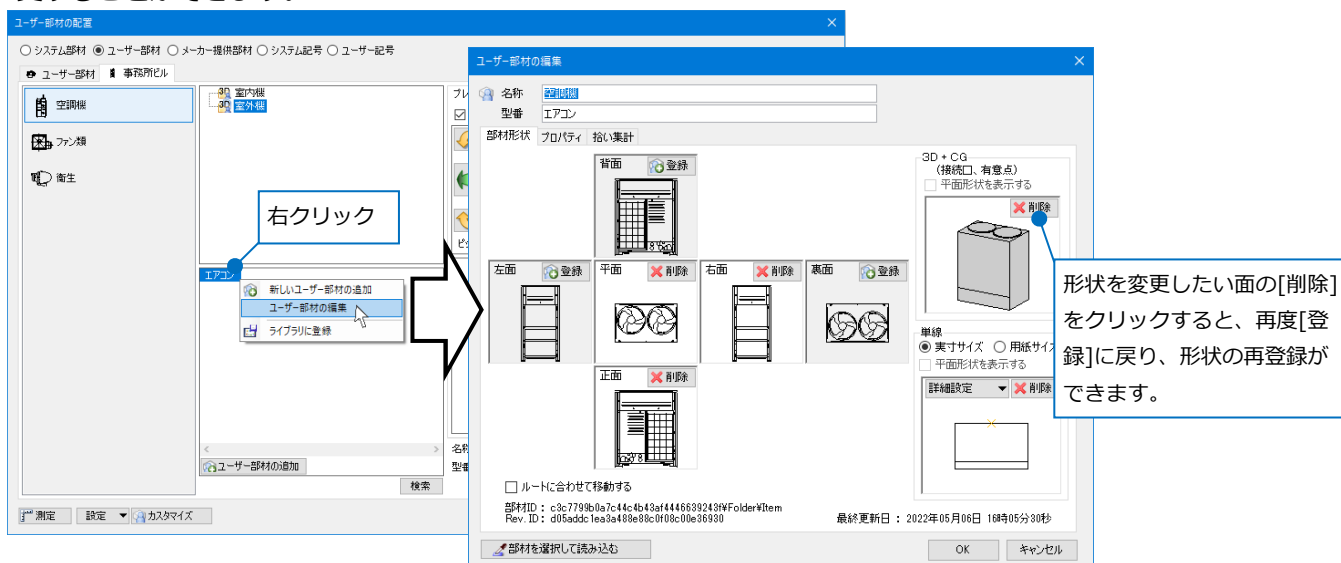 ユーザー部材の配置
システム部材 ユーザー部材 メーカー提供部材 システム記号 ユーザー記号
ユーザー部材 事務所ビル
空調機
ファン類
衛生
室内機
室外機
右クリック
エアコン
新しいユーザー部材の追加
ユーザー部材の編集
ライブラリに登録
ユーザー部材の追加
検索
測定 設定 カスタマイズ
ユーザー部材の編集
名称 空調機
型番 エアコン
部材形状 プロパティ 拾い集計
背面 登録
左面 登録
平面 削除
右面 削除
裏面 登録
正面 削除
3D + CG
(接続口、有意点)
平面形状を表示する
削除
単線
実寸サイズ 用紙サイズ
平面形状を表示する
詳細設定 削除
ルートに合わせて移動する
部材ID : c3c7799b0a7c44c4b43af4446639243f¥Folder¥Item
Rev. ID : d05addc1ea3a488e88c0f08c00e36930
最終更新日 : 2022年05月06日 16時05分30秒
部材を選択して読み込む
OK キャンセル
形状を変更したい面の[削除]
をクリックすると、再度[登
録]に戻り、形状の再登録が
できます。